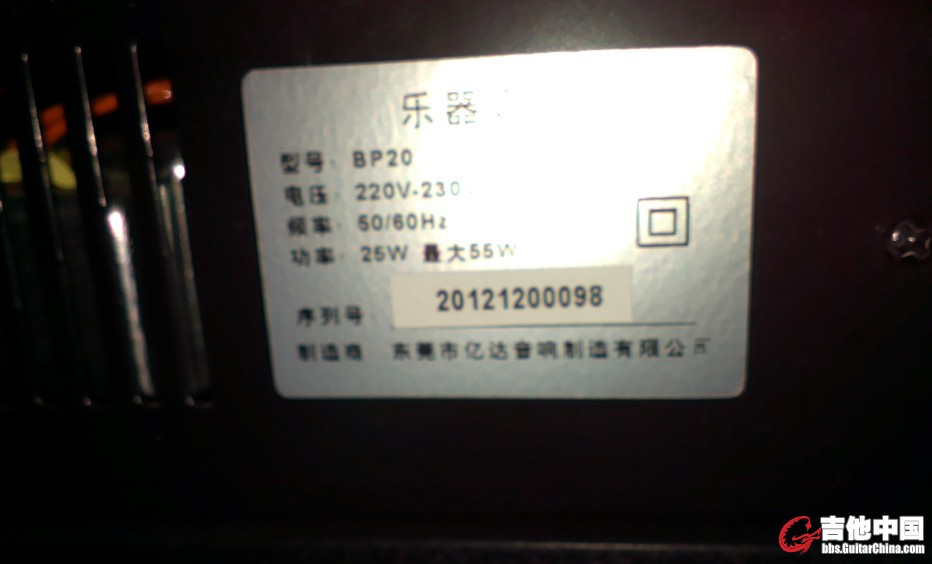 乐器
型号：BP20
电压：220V-230
频率：50/60Hz
功率：25W 最大55W
序列号 20121200098
制造商 东莞市亿达音响制造有限公司
吉他中国
bbs.GuitarChina.com